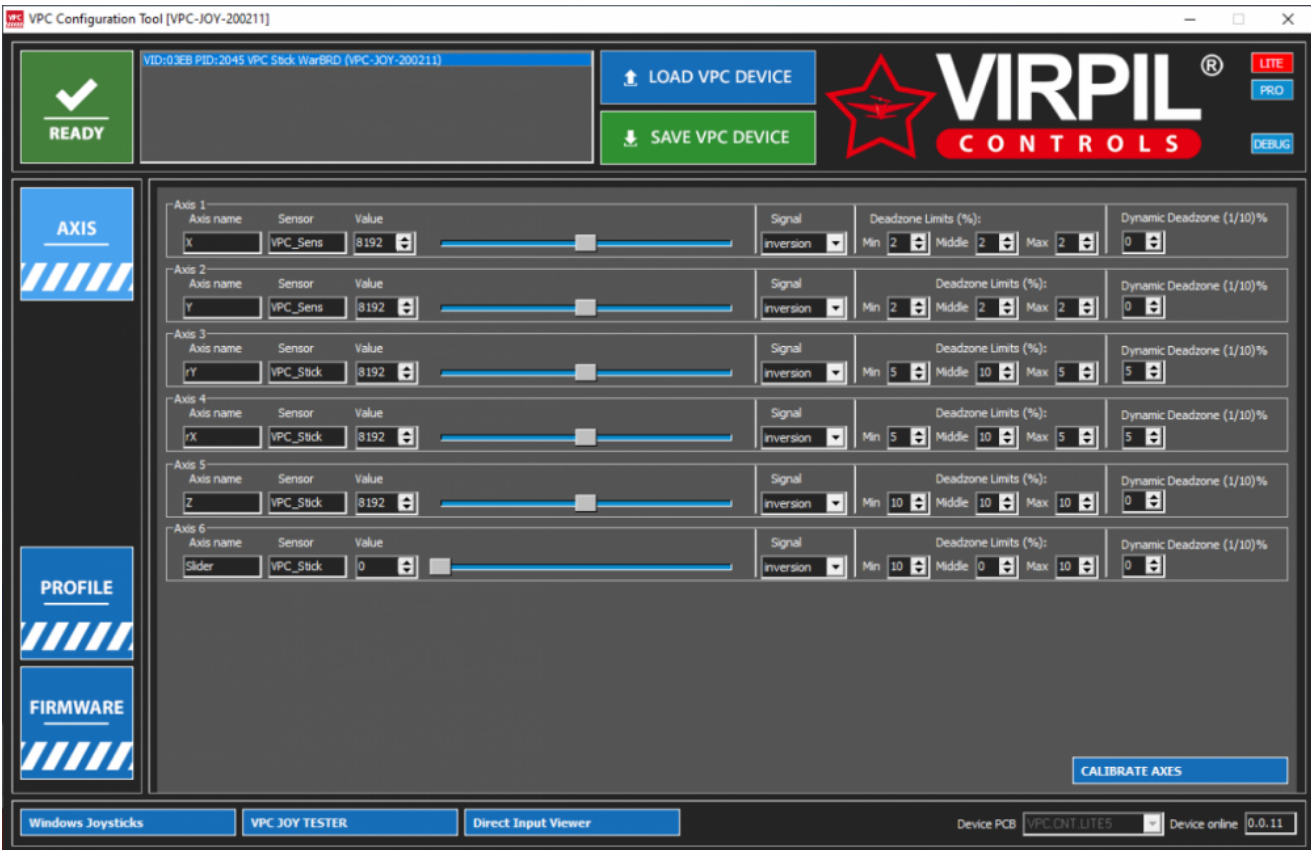 VPC Configuration Tool [VPC-JOY-200211]
READY
VID:03EB PID:2045 VPC Stick WarBRD (VPC-JOY-200211)
LOAD VPC DEVICE
SAVE VPC DEVICE
VIRPIL ®
CONTROLS
LITE
PRO
DEBUG
AXIS
PROFILE
FIRMWARE
Axis 1
Axis name Sensor Value Signal Deadzone Limits (%): Dynamic Deadzone (1/10)%
X VPC_Sens 8192 inversion Min 2 Middle 2 Max 2 0
Axis 2
Axis name Sensor Value Signal Deadzone Limits (%): Dynamic Deadzone (1/10)%
Y VPC_Sens 8192 inversion Min 2 Middle 2 Max 2 0
Axis 3
Axis name Sensor Value Signal Deadzone Limits (%): Dynamic Deadzone (1/10)%
rY VPC_Stick 8192 inversion Min 5 Middle 10 Max 5 5
Axis 4
Axis name Sensor Value Signal Deadzone Limits (%): Dynamic Deadzone (1/10)%
rX VPC_Stick 8192 inversion Min 5 Middle 10 Max 5 5
Axis 5
Axis name Sensor Value Signal Deadzone Limits (%): Dynamic Deadzone (1/10)%
Z VPC_Stick 8192 inversion Min 10 Middle 10 Max 10 0
Axis 6
Axis name Sensor Value Signal Deadzone Limits (%): Dynamic Deadzone (1/10)%
Slider VPC_Stick 0 inversion Min 10 Middle 0 Max 10 0
CALIBRATE AXES
Windows Joysticks VPC JOY TESTER Direct Input Viewer Device PCB VPC.CNT.LITE5 Device online 0.0.11